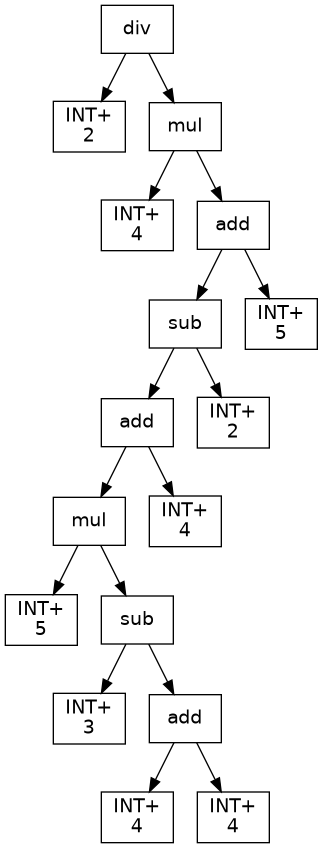 div
INT+
2
mul
INT+
4
add
sub
INT+
5
add
INT+
2
mul
INT+
4
INT+
5
sub
INT+
3
add
INT+
4
INT+
4